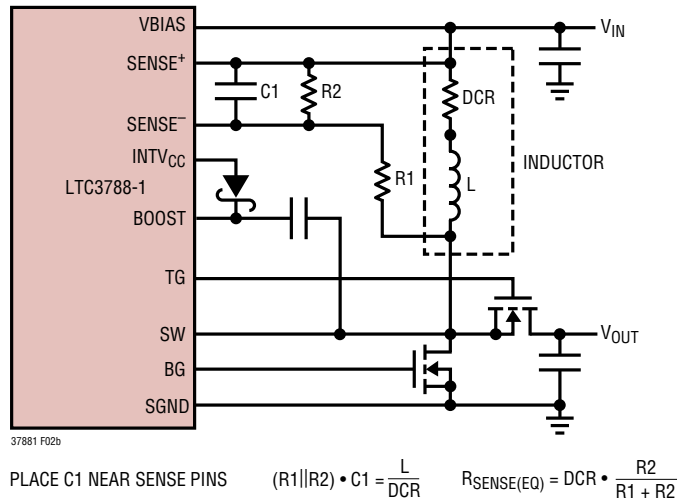 VBIAS
V_IN
SENSE+
C1
R2
DCR
SENSE−
INTV_CC
INDUCTOR
LTC3788-1
R1
L
BOOST
TG
SW
V_OUT
BG
SGND
37881 F02b
PLACE C1 NEAR SENSE PINS (R1||R2) • C1 = L/DCR R_SENSE(EQ) = DCR • R2/(R1 + R2)